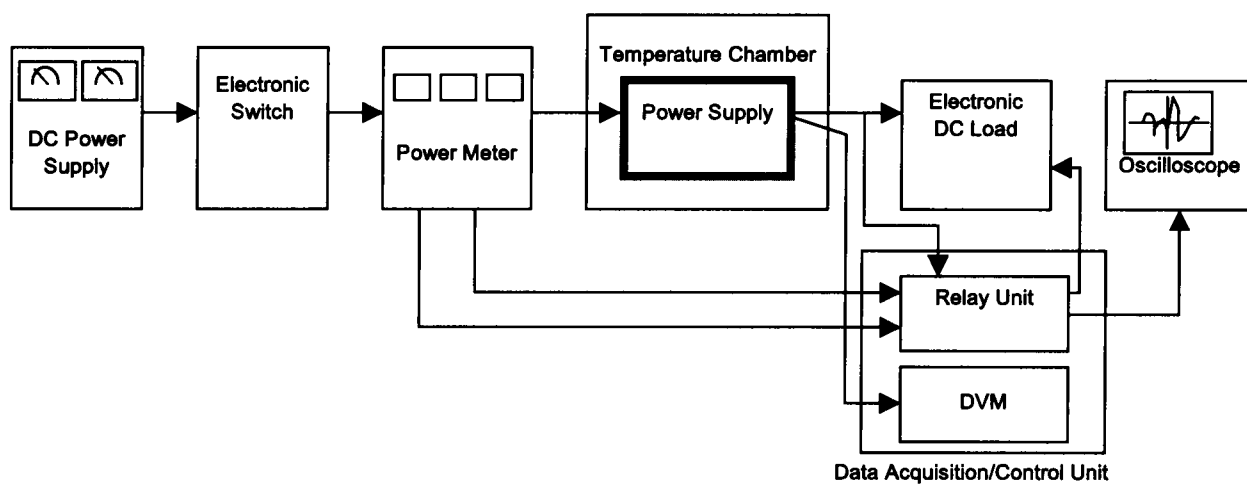 DC Power
Supply
Electronic
Switch
Power Meter
Temperature Chamber
Power Supply
Electronic
DC Load
Oscilloscope
Relay Unit
DVM
Data Acquisition/Control Unit